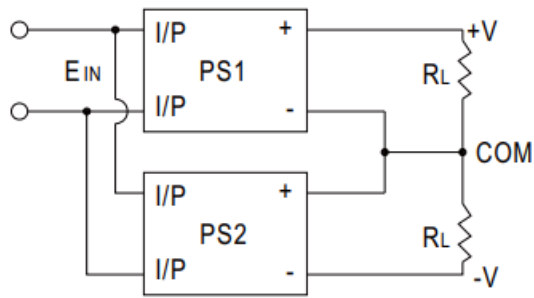 I/P + +V
EIN PS1 RL
I/P -
COM
I/P +
PS2 RL
I/P - -V